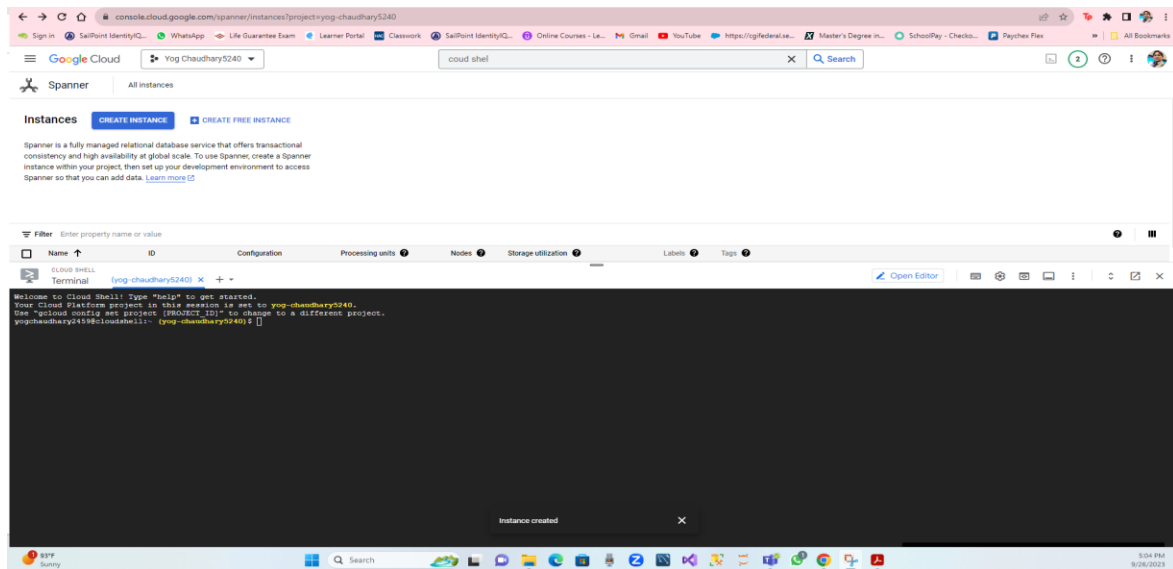 console.cloud.google.com/spanner/instances?project=yog-chaudhary5240
Sign in SailPoint IdentityIQ... WhatsApp Life Guarantee Exam Learner Portal Classwork SailPoint IdentityIQ... Online Courses - Le... Gmail YouTube https://cgifederal.se... Master's Degree in... SchoolPay - Checko... Paychex Flex All Bookmarks
Google Cloud Yog Chaudhary5240 coud shel Search 2
Spanner All instances
Instances CREATE INSTANCE CREATE FREE INSTANCE
Spanner is a fully managed relational database service that offers transactional
consistency and high availability at global scale. To use Spanner, create a Spanner
instance within your project, then set up your development environment to access
Spanner so that you can add data. Learn more
Filter Enter property name or value
Name ID Configuration Processing units Nodes Storage utilization Labels Tags
CLOUD SHELL
Terminal (yog-chaudhary5240) Open Editor
Welcome to Cloud Shell! Type "help" to get started.
Your Cloud Platform project in this session is set to yog-chaudhary5240.
Use "gcloud config set project [PROJECT_ID]" to change to a different project.
yogchaudhary2459@cloudshell:~ (yog-chaudhary5240)$
Instance created
93°F
Sunny
Search
5:04 PM
9/26/2023